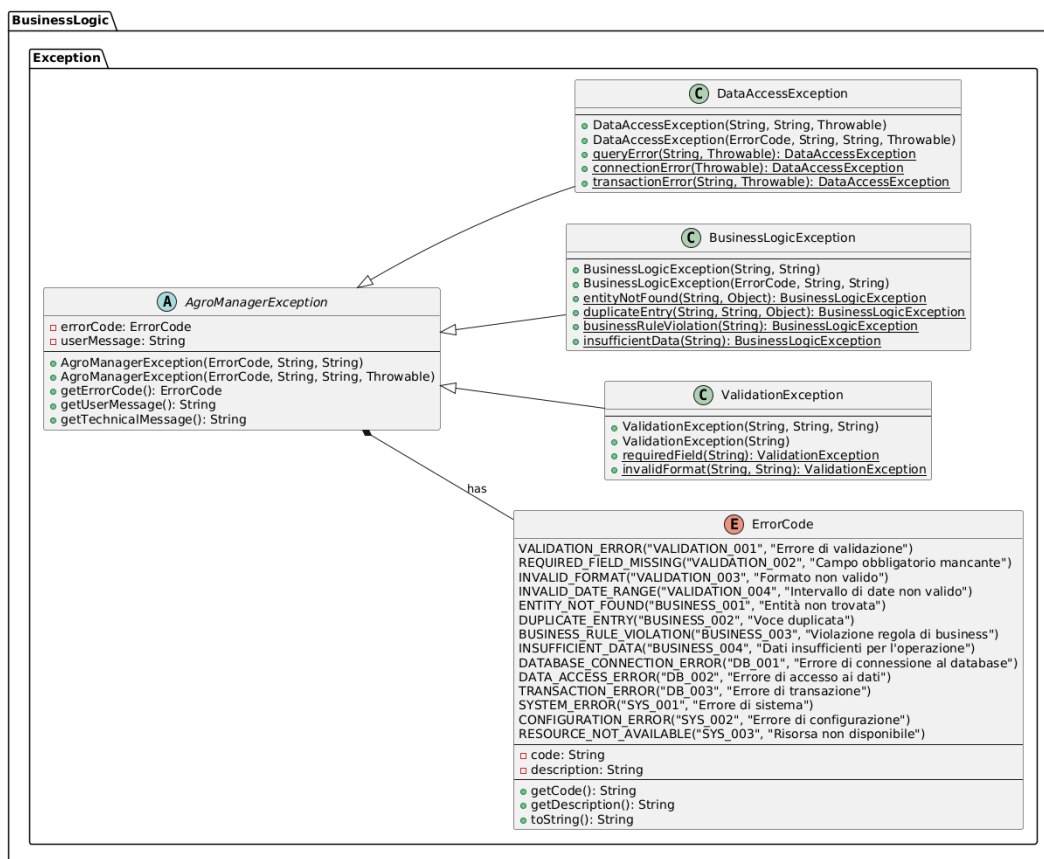 BusinessLogic
Exception
C DataAccessException
DataAccessException(String, String, Throwable)
DataAccessException(ErrorCode, String, String, Throwable)
queryError(String, Throwable): DataAccessException
connectionError(Throwable): DataAccessException
transactionError(String, Throwable): DataAccessException
C BusinessLogicException
BusinessLogicException(String, String)
BusinessLogicException(ErrorCode, String, String)
entityNotFound(String, Object): BusinessLogicException
duplicateEntry(String, String, Object): BusinessLogicException
businessRuleViolation(String): BusinessLogicException
insufficientData(String): BusinessLogicException
A AgroManagerException
errorCode: ErrorCode
userMessage: String
AgroManagerException(ErrorCode, String, String)
AgroManagerException(ErrorCode, String, String, Throwable)
getErrorCode(): ErrorCode
getUserMessage(): String
getTechnicalMessage(): String
C ValidationException
ValidationException(String, String, String)
ValidationException(String)
requiredField(String): ValidationException
invalidFormat(String, String): ValidationException
has
E ErrorCode
VALIDATION_ERROR("VALIDATION_001", "Errore di validazione")
REQUIRED_FIELD_MISSING("VALIDATION_002", "Campo obbligatorio mancante")
INVALID_FORMAT("VALIDATION_003", "Formato non valido")
INVALID_DATE_RANGE("VALIDATION_004", "Intervallo di date non valido")
ENTITY_NOT_FOUND("BUSINESS_001", "Entità non trovata")
DUPLICATE_ENTRY("BUSINESS_002", "Voce duplicata")
BUSINESS_RULE_VIOLATION("BUSINESS_003", "Violazione regola di business")
INSUFFICIENT_DATA("BUSINESS_004", "Dati insufficienti per l'operazione")
DATABASE_CONNECTION_ERROR("DB_001", "Errore di connessione al database")
DATA_ACCESS_ERROR("DB_002", "Errore di accesso ai dati")
TRANSACTION_ERROR("DB_003", "Errore di transazione")
SYSTEM_ERROR("SYS_001", "Errore di sistema")
CONFIGURATION_ERROR("SYS_002", "Errore di configurazione")
RESOURCE_NOT_AVAILABLE("SYS_003", "Risorsa non disponibile")
code: String
description: String
getCode(): String
getDescription(): String
toString(): String